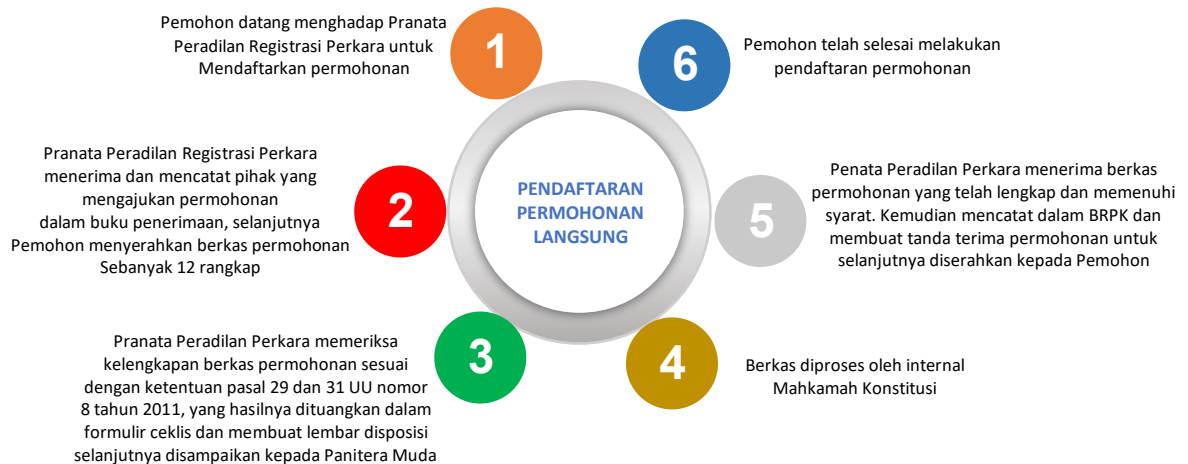 PENDAFTARAN
PERMOHONAN
LANGSUNG
1
Pemohon datang menghadap Pranata
Peradilan Registrasi Perkara untuk
Mendaftarkan permohonan
2
Pranata Peradilan Registrasi Perkara
menerima dan mencatat pihak yang
mengajukan permohonan
dalam buku penerimaan, selanjutnya
Pemohon menyerahkan berkas permohonan
Sebanyak 12 rangkap
3
Pranata Peradilan Perkara memeriksa
kelengkapan berkas permohonan sesuai
dengan ketentuan pasal 29 dan 31 UU nomor
8 tahun 2011, yang hasilnya dituangkan dalam
formulir ceklis dan membuat lembar disposisi
selanjutnya disampaikan kepada Panitera Muda
4
Berkas diproses oleh internal
Mahkamah Konstitusi
5
Penata Peradilan Perkara menerima berkas
permohonan yang telah lengkap dan memenuhi
syarat. Kemudian mencatat dalam BRPK dan
membuat tanda terima permohonan untuk
selanjutnya diserahkan kepada Pemohon
6
Pemohon telah selesai melakukan
pendaftaran permohonan